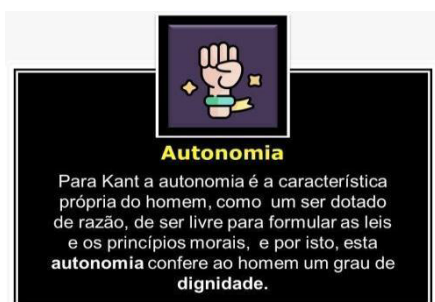 Autonomia
Para Kant a autonomia é a característica
própria do homem, como um ser dotado
de razão, de ser livre para formular as leis
e os princípios morais, e por isto, esta
autonomia confere ao homem um grau de
dignidade.